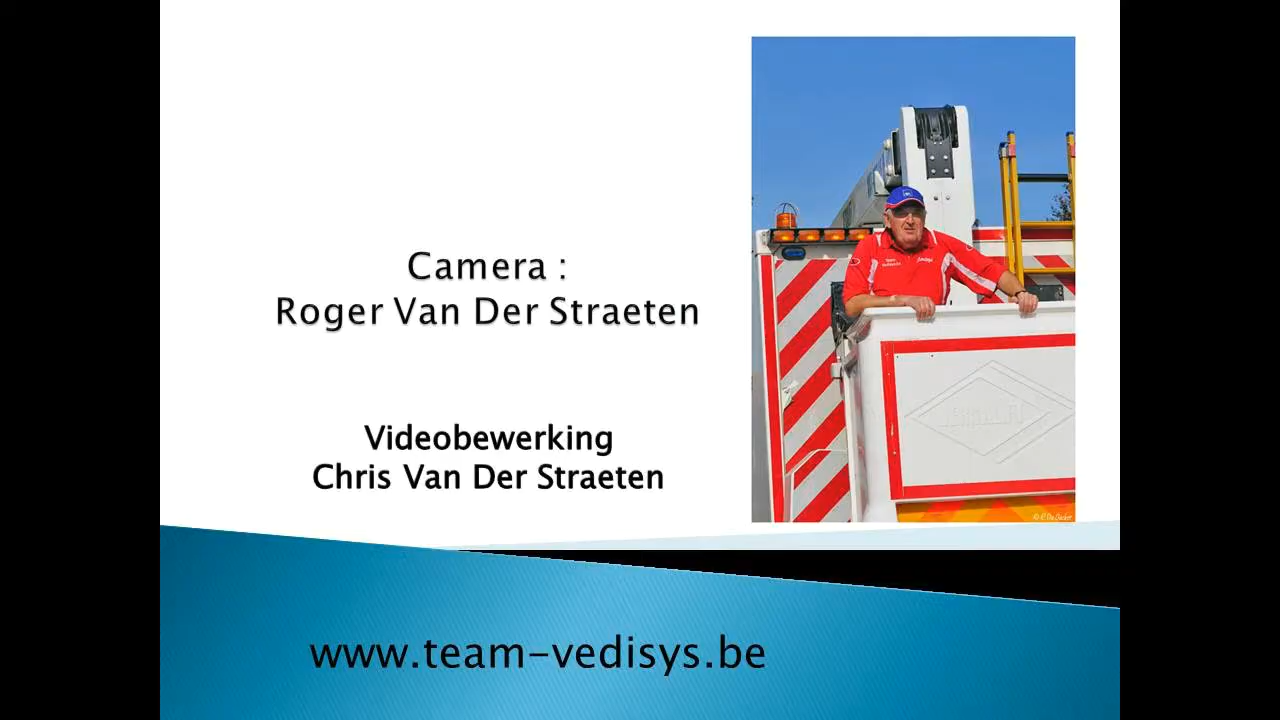 Camera :
Roger Van Der Straeten
Videobewerking
Chris Van Der Straeten
www.team-vedisys.be